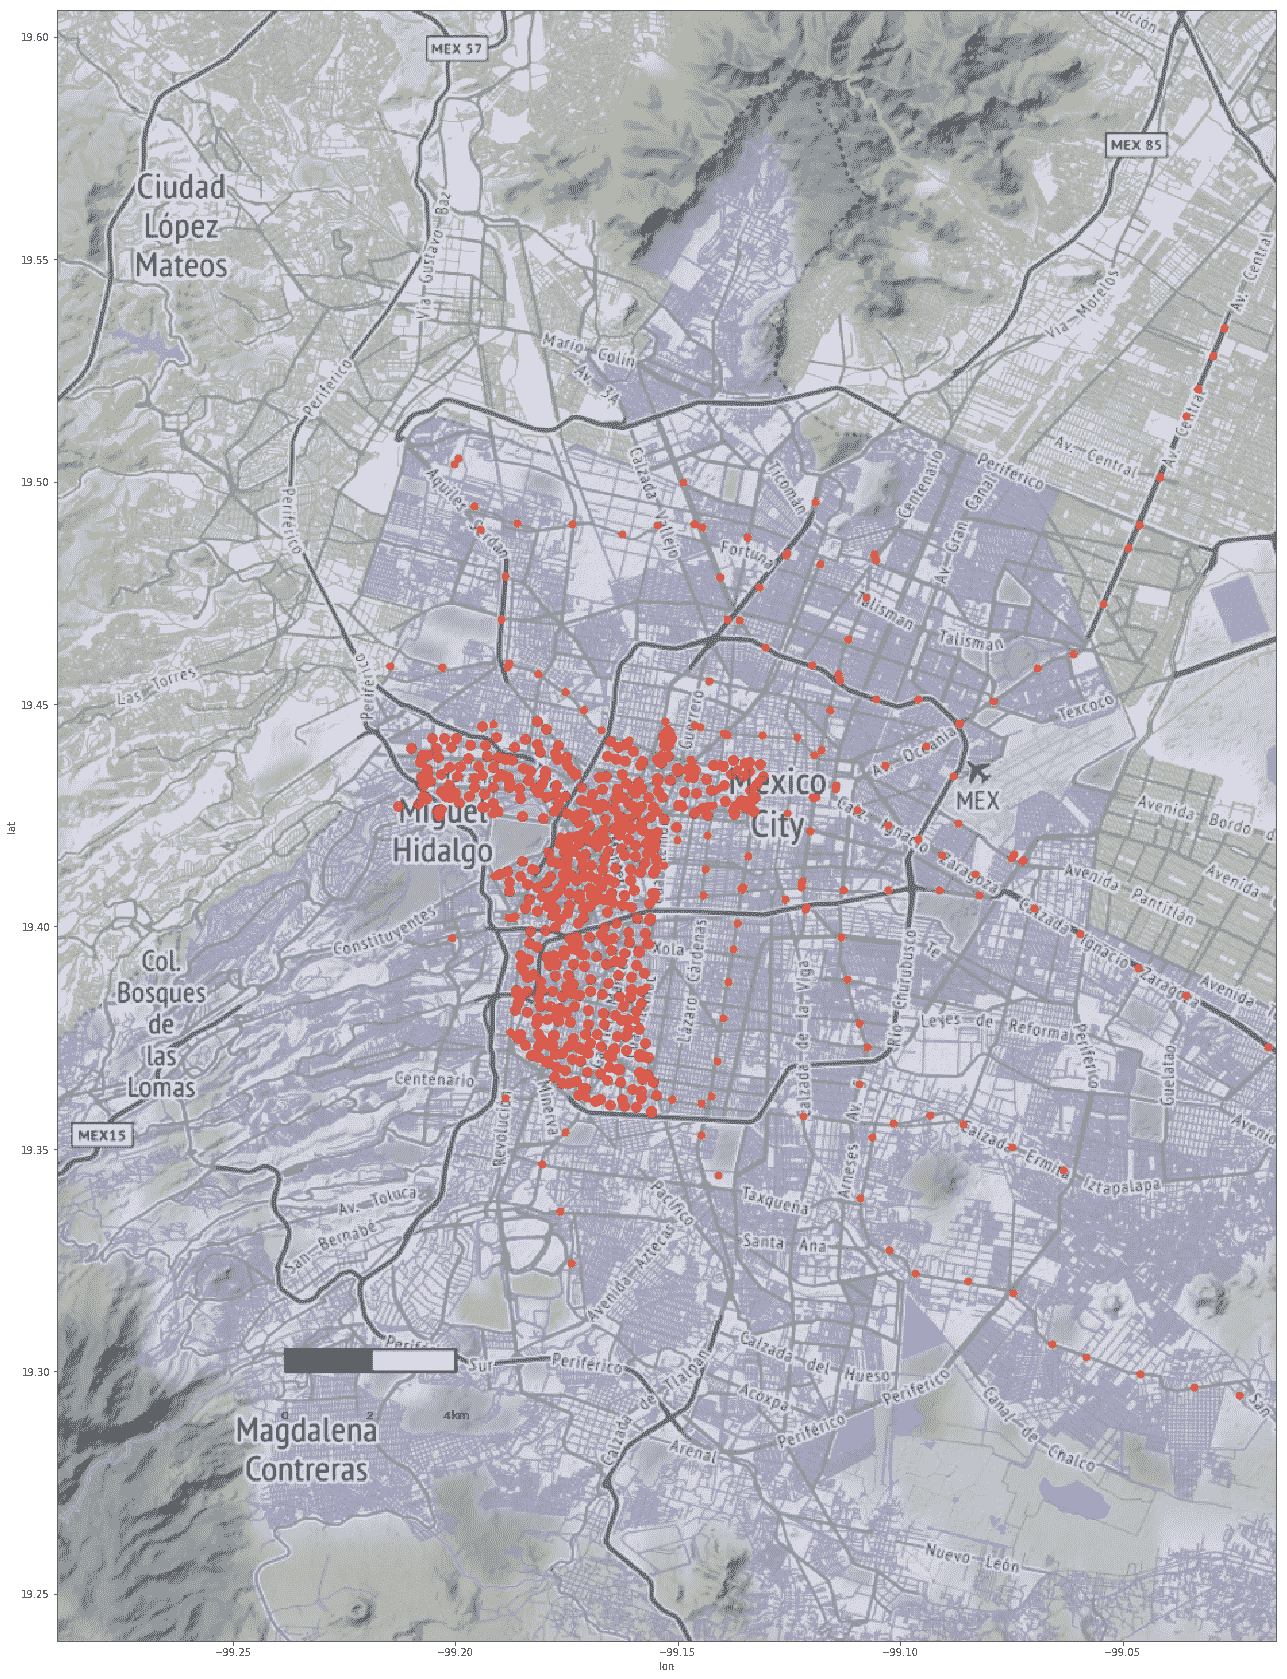 19.60
MEX 57
MEX 85
Ciudad
López
Mateos
Vía Gustavo Baz
Av. Central
19.55
Vía Morelos
Mario Colín
Av. 3A
Periférico
Av. Central
Av. Central
19.50
Periférico
Aquiles Serdán
Calzada Vallejo
Ticomán
Centenario
Av. Gran Canal
Periférico
Fortuna
Talismán
Talismán
Las Torres
Periférico
19.45
Guerrero
Texcoco
Av. Oceanía
MEX
Mexico
City
Miguel
Hidalgo
Calz. Ignacio Zaragoza
Avenida Bordo d
Avenida
Avenida Pantitlán
19.40
Constituyentes
Xola
Calzada Ignacio Zaragoza
Avenida
Te
Col.
Bosques
de
las
Lomas
Lázaro Cárdenas
Calzada de la Viga
Río Churubusco
Leyes de Reforma
Periférico
Guelatao
Centenario
MEX15
19.35
Revolución
Minerva
Av.
Arneses
Calzada Ermita Iztapalapa
Avenid
Av. Toluca
San Bernabé
Pacífico
Taxqueña
Santa Ana
Avenida Aztecas
19.30
Sur
Periférico
Calzada del Hueso
Acoxpa
Periférico
Periférico
Canal de Chalco
San
0 2 4km
Magdalena
Contreras
Calzada de Tlalpan
Arenal
Nuevo León
19.25
lat
−99.25 −99.20 −99.15 −99.10 −99.05
lon